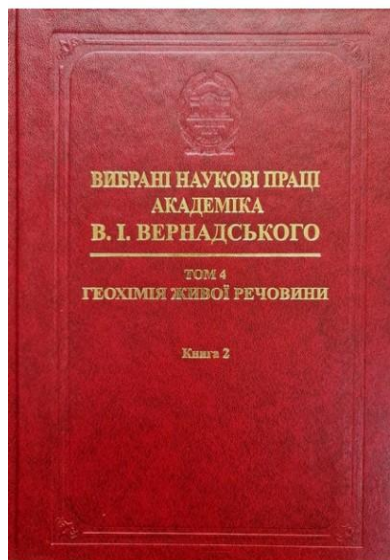 ВИБРАНІ НАУКОВІ ПРАЦІ
АКАДЕМІКА
В. І. ВЕРНАДСЬКОГО
ТОМ 4
ГЕОХІМІЯ ЖИВОЇ РЕЧОВИНИ
Книга 2